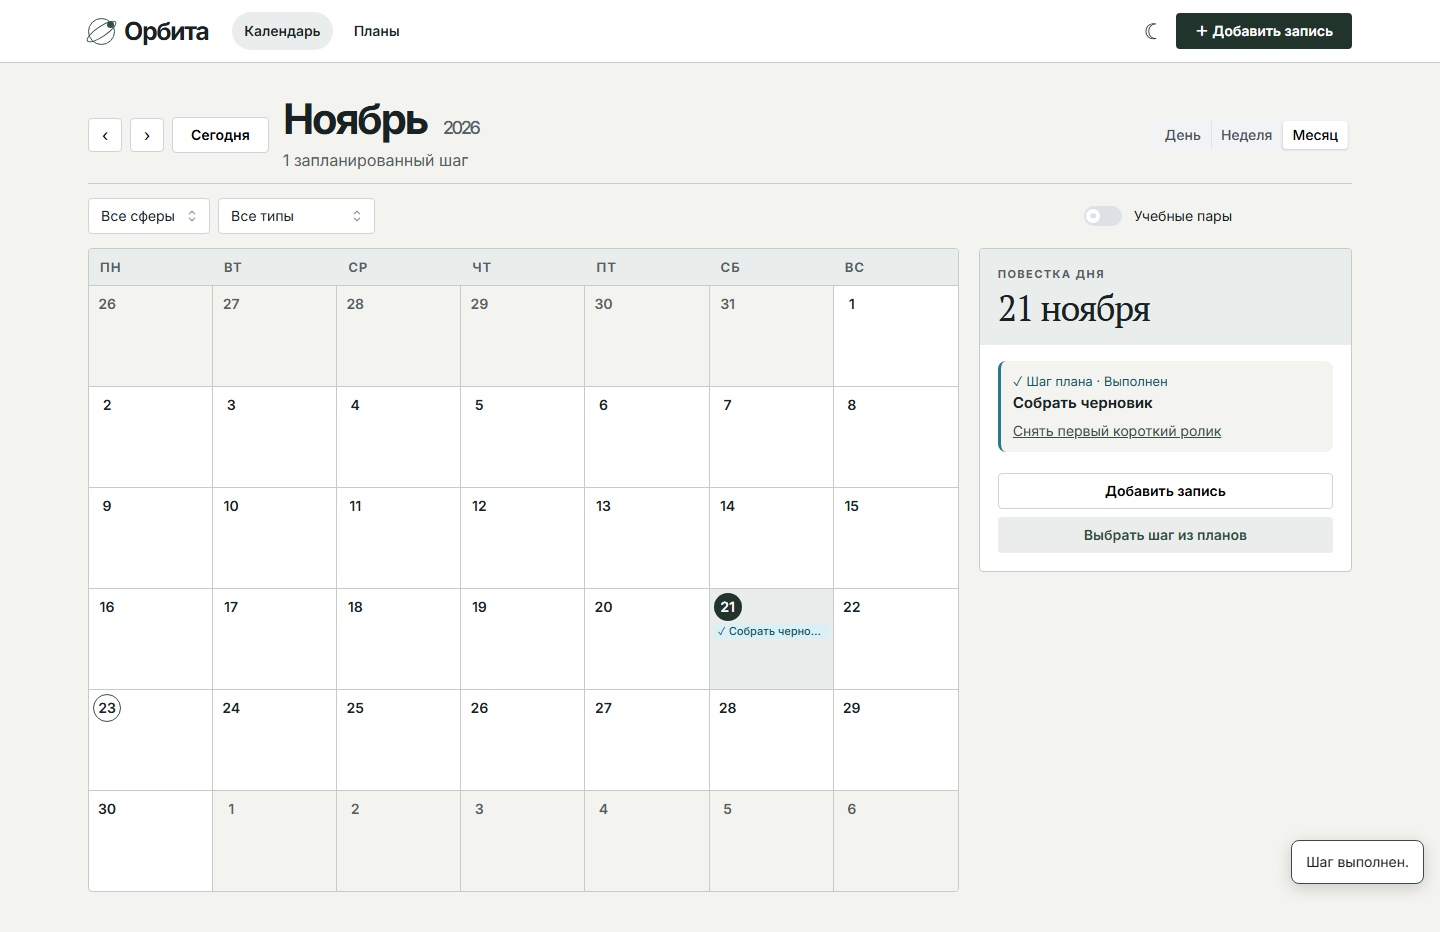 Орбита
Календарь
Планы
+ Добавить запись
Сегодня
Ноябрь 2026
1 запланированный шаг
День
Неделя
Месяц
Все сферы
Все типы
Учебные пары
ПН ВТ СР ЧТ ПТ СБ ВС
26 27 28 29 30 31 1
2 3 4 5 6 7 8
9 10 11 12 13 14 15
16 17 18 19 20 21 22
✓ Собрать черно...
23 24 25 26 27 28 29
30 1 2 3 4 5 6
ПОВЕСТКА ДНЯ
21 ноября
✓ Шаг плана · Выполнен
Собрать черновик
Снять первый короткий ролик
Добавить запись
Выбрать шаг из планов
Шаг выполнен.